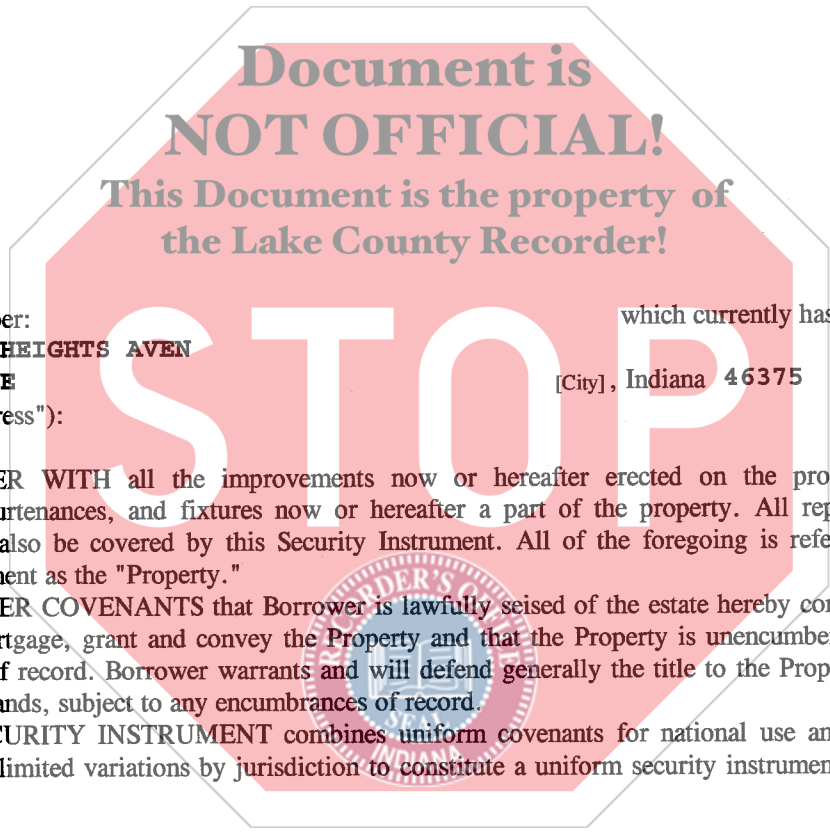 Document is
NOT OFFICIAL!
This Document is the property of
the Lake County Recorder!
STOP
er: which currently has
HEIGHTS AVEN
E [City], Indiana 46375
ess"):
ER WITH all the improvements now or hereafter erected on the pro
urtenances, and fixtures now or hereafter a part of the property. All rep
also be covered by this Security Instrument. All of the foregoing is refe
ent as the "Property."
ER COVENANTS that Borrower is lawfully seised of the estate hereby con
rtgage, grant and convey the Property and that the Property is unencumbe
f record. Borrower warrants and will defend generally the title to the Prop
ands, subject to any encumbrances of record.
CURITY INSTRUMENT combines uniform covenants for national use an
limited variations by jurisdiction to constitute a uniform security instrumen
SEAL
INDIANA